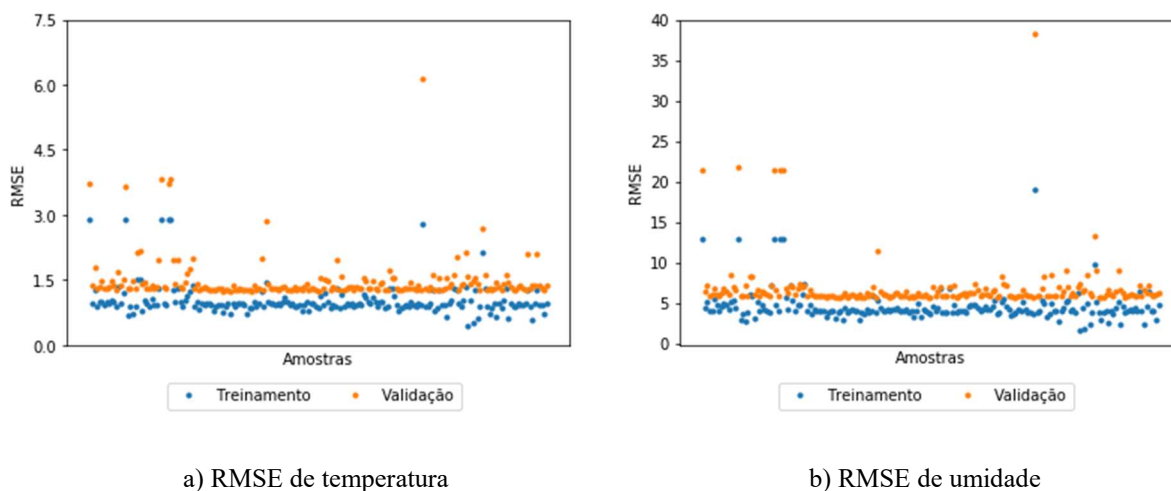 7.5
6.0
4.5
3.0
1.5
0.0
RMSE
Amostras
Treinamento Validação
a) RMSE de temperatura
40
35
30
25
20
15
10
5
0
RMSE
Amostras
Treinamento Validação
b) RMSE de umidade